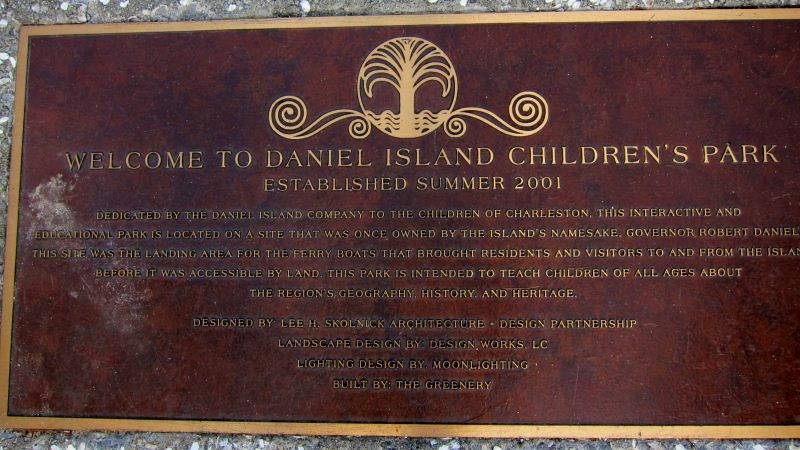 WELCOME TO DANIEL ISLAND CHILDREN'S PARK
ESTABLISHED SUMMER 2001
DEDICATED BY THE DANIEL ISLAND COMPANY TO THE CHILDREN OF CHARLESTON, THIS INTERACTIVE AND
EDUCATIONAL PARK IS LOCATED ON A SITE THAT WAS ONCE OWNED BY THE ISLAND'S NAMESAKE, GOVERNOR ROBERT DANIEL
THIS SITE WAS THE LANDING AREA FOR THE FERRY BOATS THAT BROUGHT RESIDENTS AND VISITORS TO AND FROM THE ISLAN
BEFORE IT WAS ACCESSIBLE BY LAND. THIS PARK IS INTENDED TO TEACH CHILDREN OF ALL AGES ABOUT
THE REGION'S GEOGRAPHY, HISTORY, AND HERITAGE.
DESIGNED BY: LEE H. SKOLNICK ARCHITECTURE + DESIGN PARTNERSHIP
LANDSCAPE DESIGN BY: DESIGN WORKS, LC
LIGHTING DESIGN BY: MOONLIGHTING
BUILT BY: THE GREENERY